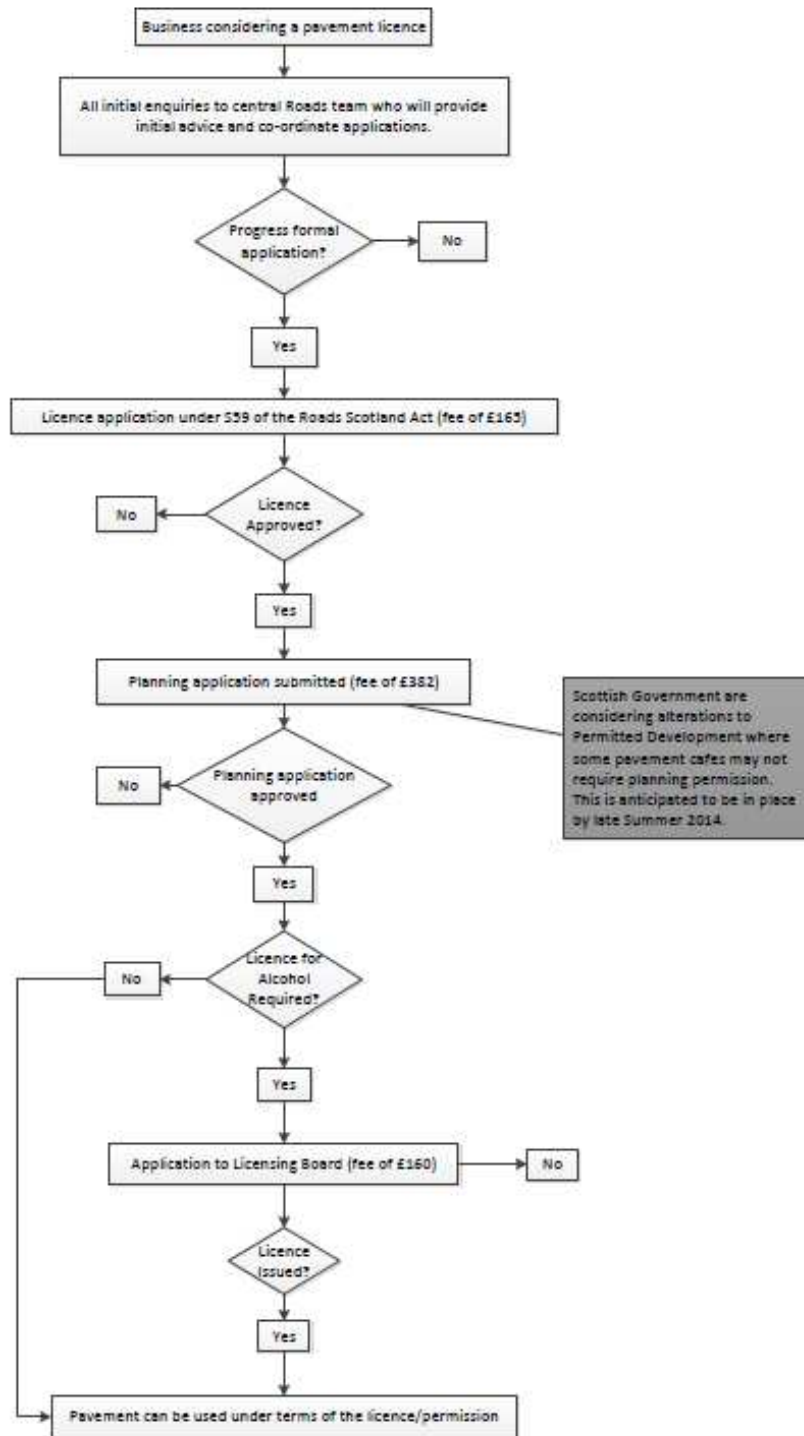 Business considering a pavement licence
All initial enquiries to central Roads team who will provide
initial advice and co-ordinate applications.
Progress formal
application?
No
Yes
Licence application under S59 of the Roads Scotland Act (fee of £165)
Licence
Approved?
No
Yes
Planning application submitted (fee of £382)
Scottish Government are
considering alterations to
Permitted Development where
some pavement cafes may not
require planning permission.
This is anticipated to be in place
by late Summer 2014.
Planning application
approved
No
Yes
Licence for
Alcohol
Required?
No
Yes
Application to Licensing Board (fee of £160)
No
Licence
Issued?
Yes
Pavement can be used under terms of the licence/permission